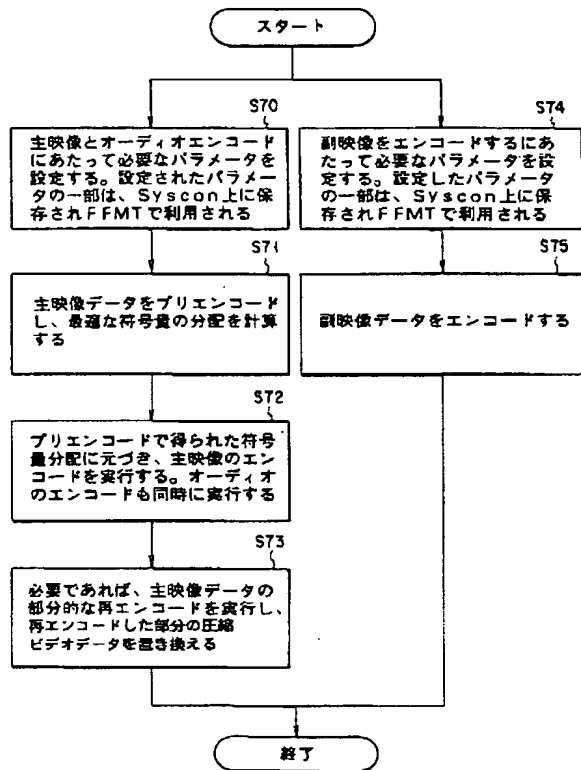 スタート
S70
主映像とオーディオエンコード
にあたって必要なパラメータを
設定する。設定されたパラメー
タの一部は、Syscon上に保
存されFFMTで利用される
S71
主映像データをプリエンコード
し、最適な符号量の分配を計算
する
S72
プリエンコードで得られた符号
量分配に元づき、主映像のエン
コードを実行する。オーディオ
のエンコードも同時に実行する
S73
必要であれば、主映像データの
部分的な再エンコードを実行し、
再エンコードした部分の圧縮
ビデオデータを置き換える
S74
副映像をエンコードするにあ
たって必要なパラメータを設
定する。設定したパラメータ
の一部は、Syscon上に保
存されFFMTで利用される
S75
副映像データをエンコードする
終了